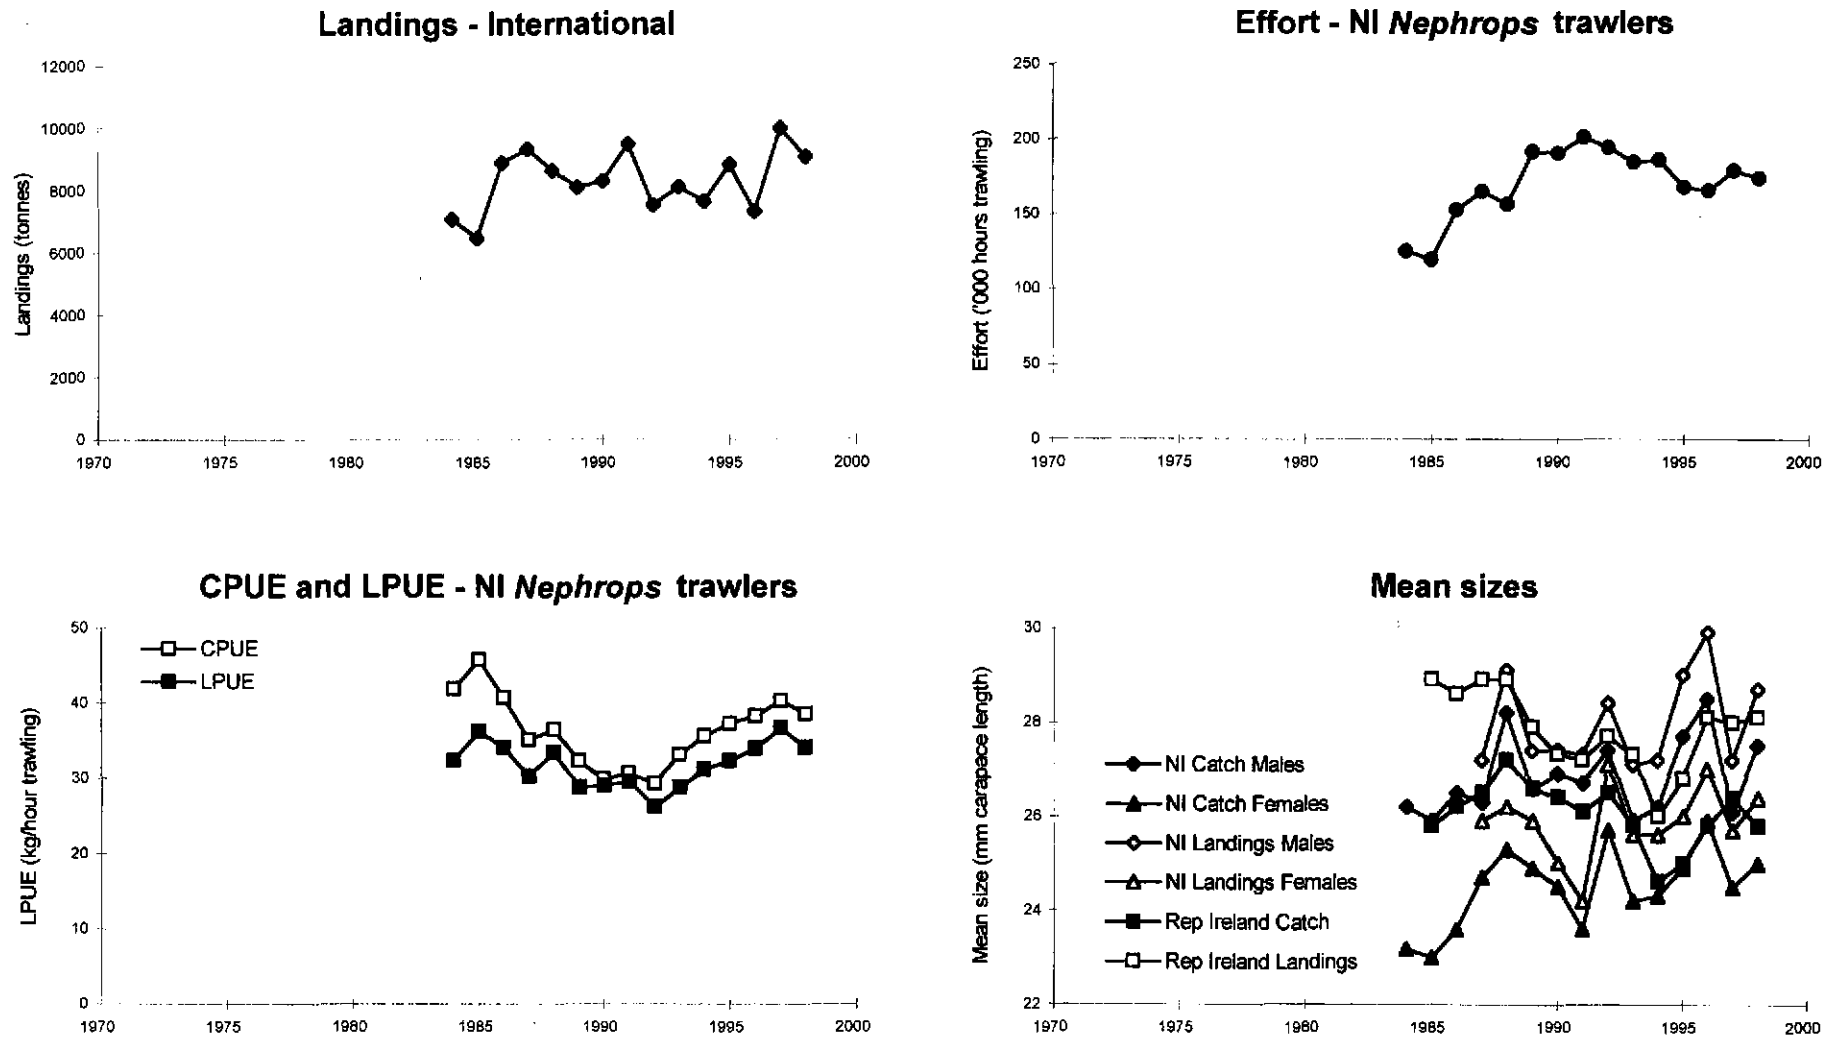 Landings - International
Landings (tonnes)
12000
10000
8000
6000
4000
2000
0
1970 1975 1980 1985 1990 1995 2000
Effort - NI Nephrops trawlers
Effort ('000 hours trawling)
250
200
150
100
50
0
1970 1975 1980 1985 1990 1995 2000
CPUE and LPUE - NI Nephrops trawlers
LPUE (kg/hour trawling)
50
40
30
20
10
0
CPUE
LPUE
1970 1975 1980 1985 1990 1995 2000
Mean sizes
Mean size (mm carapace length)
30
28
26
24
22
NI Catch Males
NI Catch Females
NI Landings Males
NI Landings Females
Rep Ireland Catch
Rep Ireland Landings
1970 1975 1980 1985 1990 1995 2000